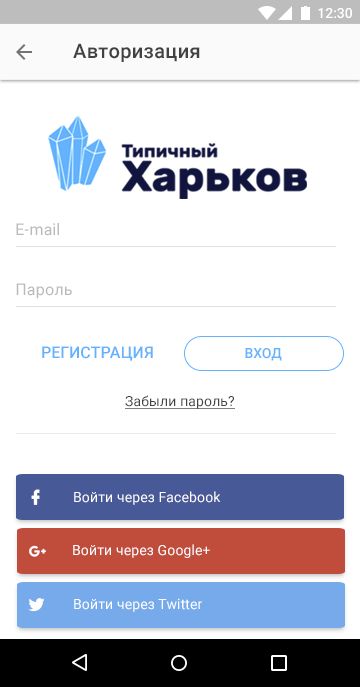 12:30
Авторизация
Типичный
Харьков
E-mail
Пароль
РЕГИСТРАЦИЯ ВХОД
Забыли пароль?
Войти через Facebook
Войти через Google+
Войти через Twitter